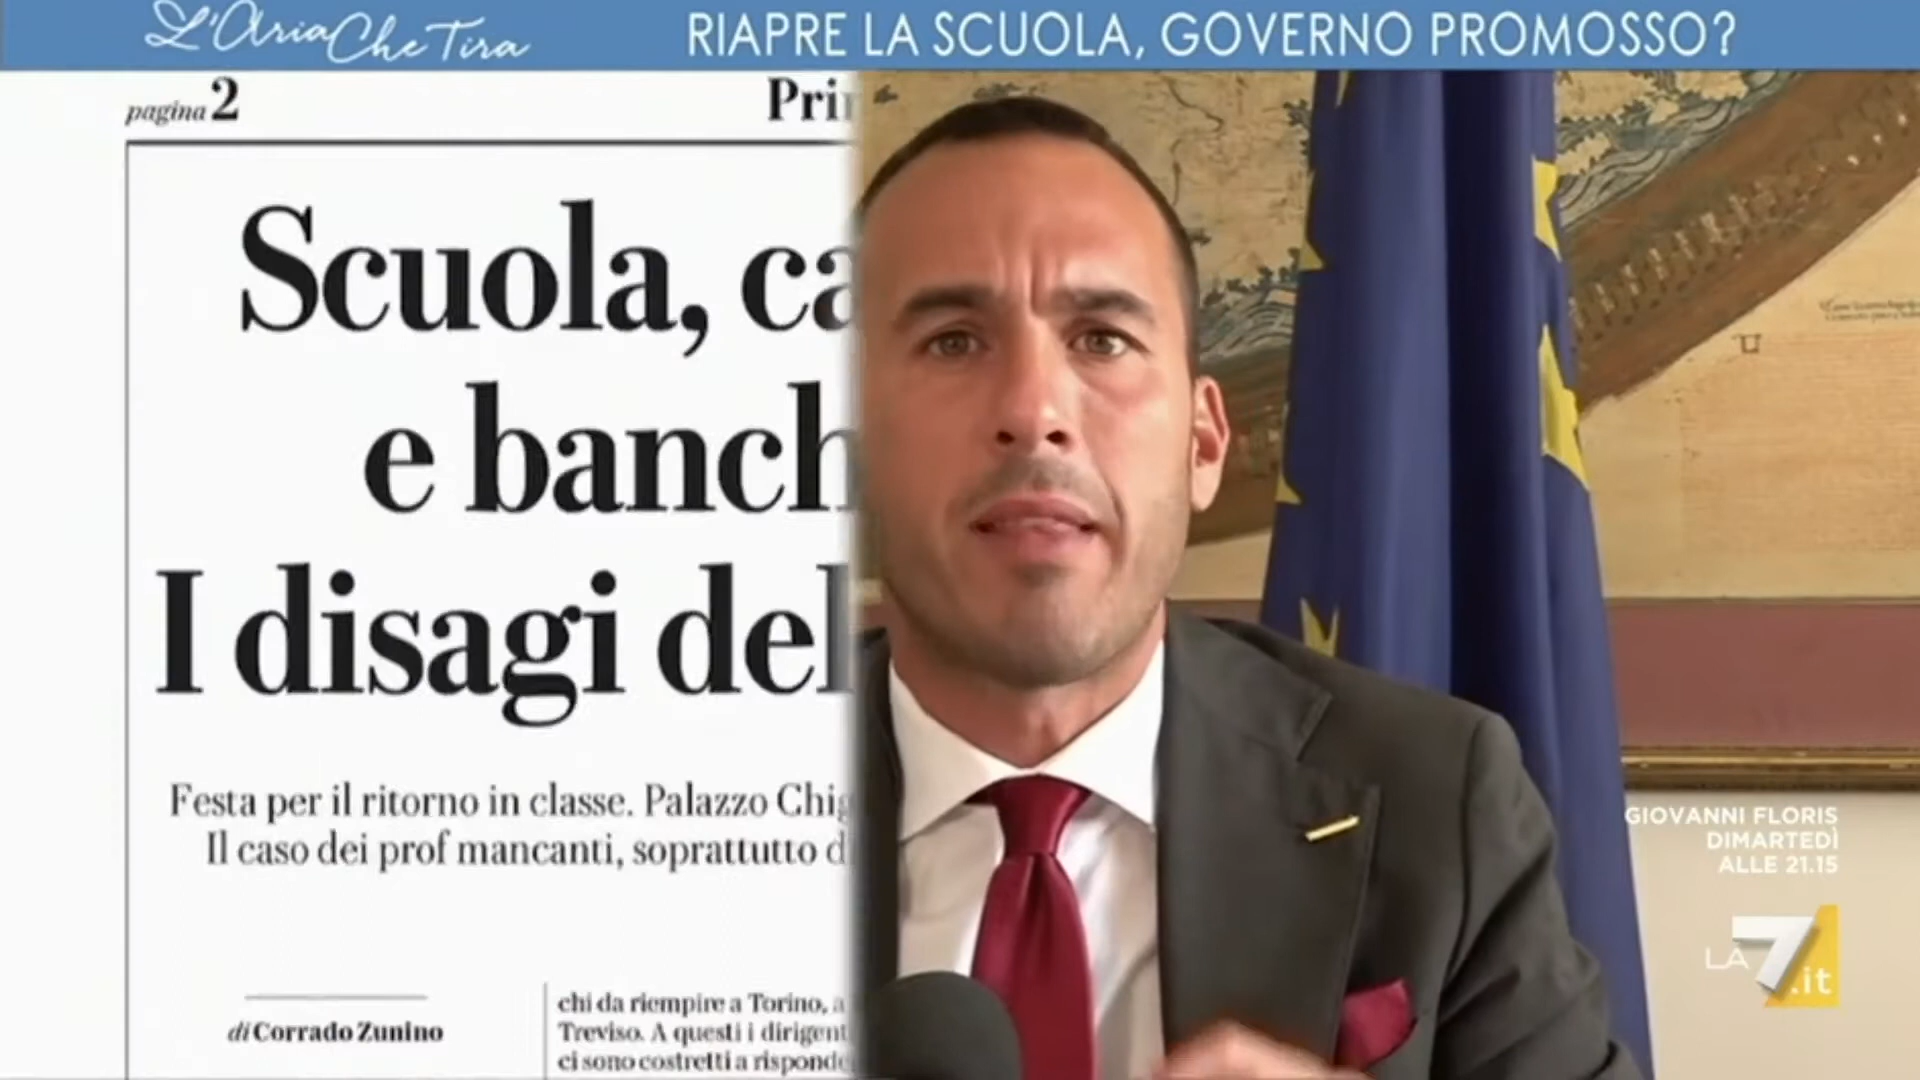 L'Aria Che Tira
RIAPRE LA SCUOLA, GOVERNO PROMOSSO?
pagina 2
Pri
Scuola, ca
e banch
I disagi del
Festa per il ritorno in classe. Palazzo Chig
Il caso dei prof mancanti, soprattutto d
di Corrado Zunino
chi da riempire a Torino, a
Treviso. A questi i dirigent
ci sono costretti a risponde
GIOVANNI FLORIS
DIMARTEDÌ
ALLE 21.15
LA7.it